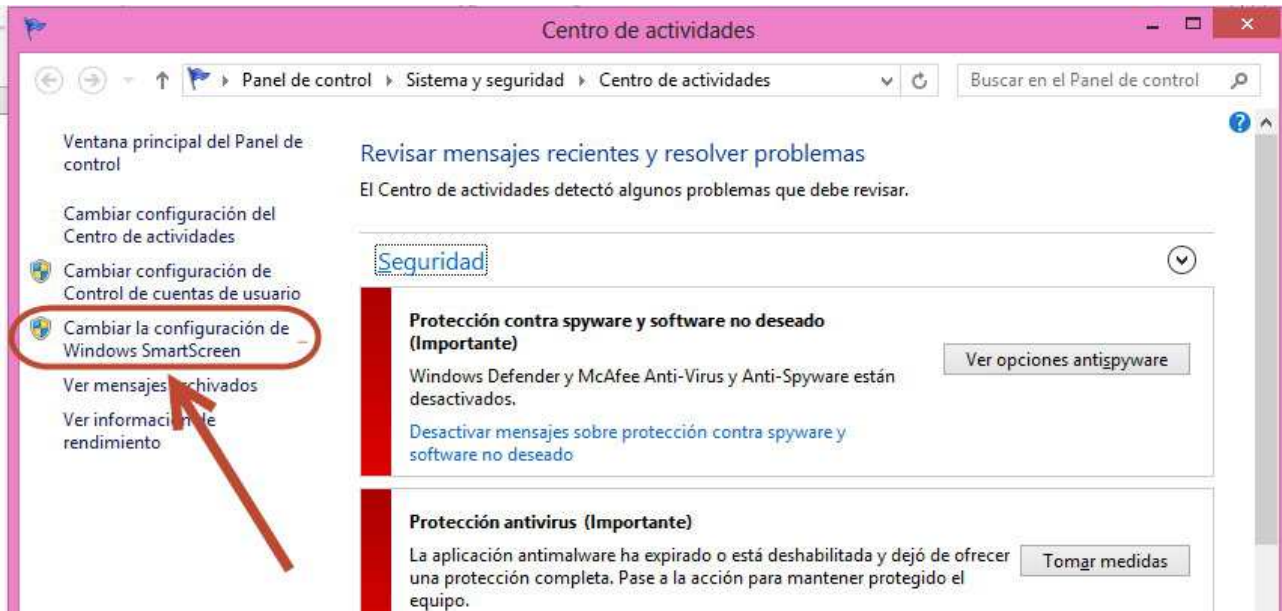 Centro de actividades
Panel de control Sistema y seguridad Centro de actividades
Buscar en el Panel de control
Ventana principal del Panel de
control
Cambiar configuración del
Centro de actividades
Cambiar configuración de
Control de cuentas de usuario
Cambiar la configuración de
Windows SmartScreen
Ver mensajes archivados
Ver información de
rendimiento
Revisar mensajes recientes y resolver problemas
El Centro de actividades detectó algunos problemas que debe revisar.
Seguridad
Protección contra spyware y software no deseado
(Importante)
Windows Defender y McAfee Anti-Virus y Anti-Spyware están
desactivados.
Desactivar mensajes sobre protección contra spyware y
software no deseado
Ver opciones antispyware
Protección antivirus (Importante)
La aplicación antimalware ha expirado o está deshabilitada y dejó de ofrecer
una protección completa. Pase a la acción para mantener protegido el
equipo.
Tomar medidas